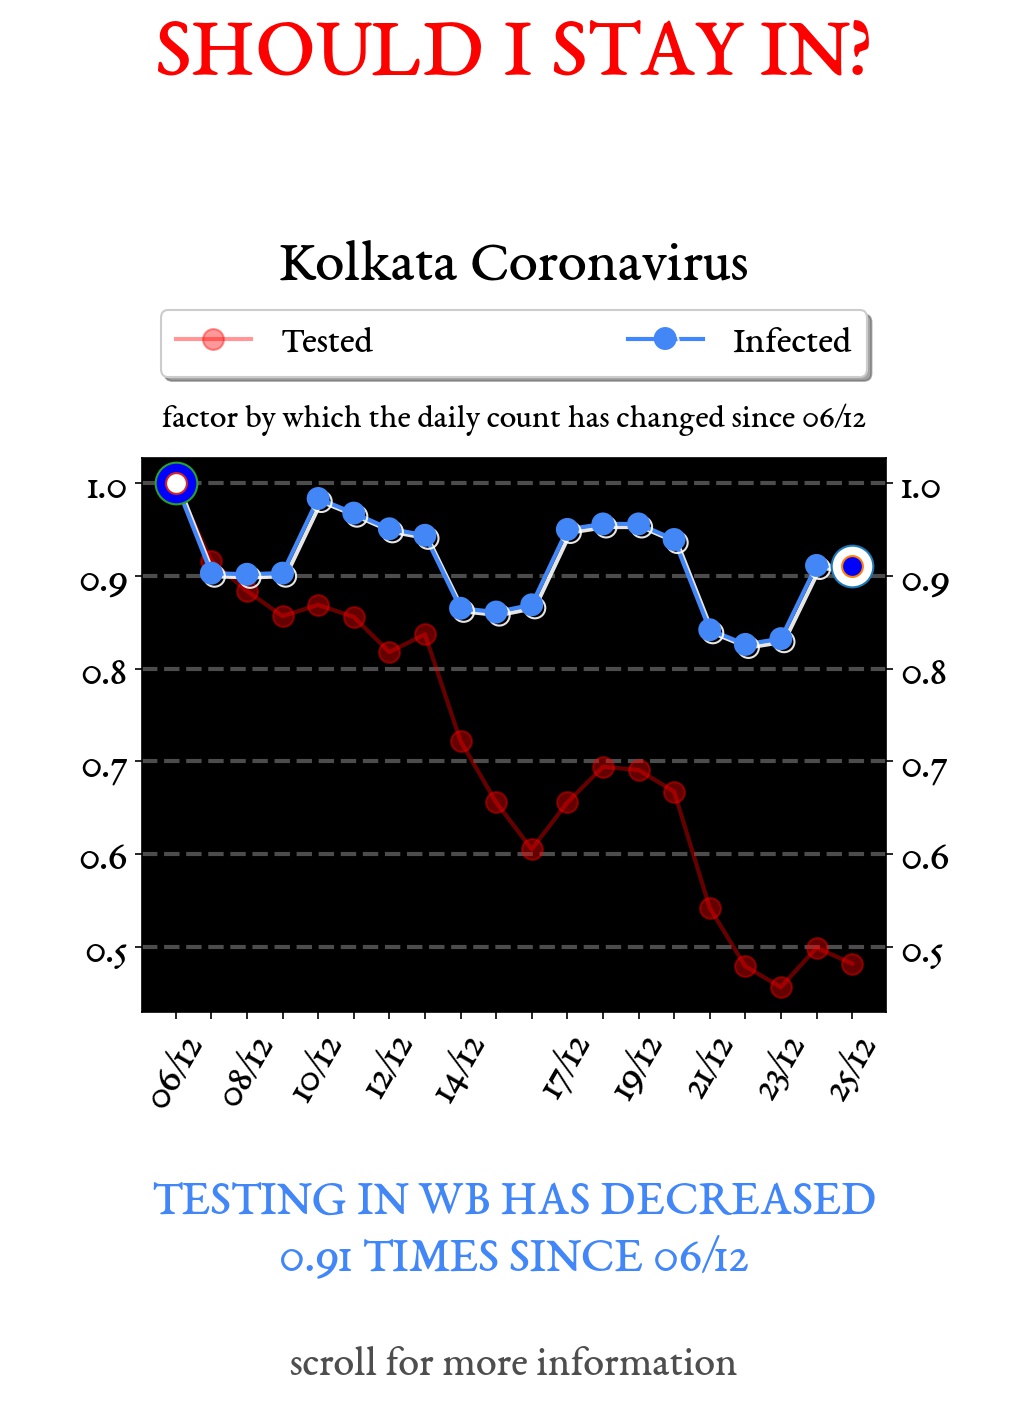 SHOULD I STAY IN?
Kolkata Coronavirus
Tested Infected
factor by which the daily count has changed since 06/12
1.0 1.0
0.9 0.9
0.8 0.8
0.7 0.7
0.6 0.6
0.5 0.5
06/12 08/12 10/12 12/12 14/12 17/12 19/12 21/12 23/12 25/12
TESTING IN WB HAS DECREASED
0.91 TIMES SINCE 06/12
scroll for more information